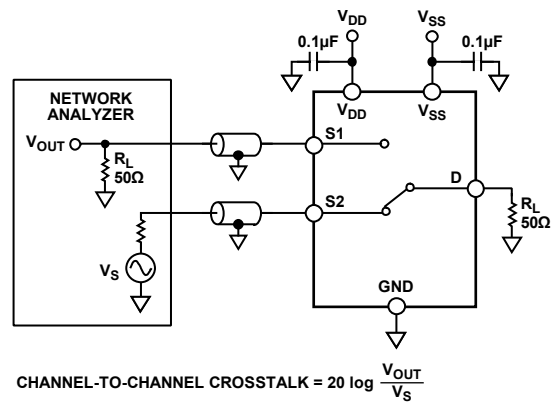 VDD VSS
0.1µF 0.1µF
VDD VSS
NETWORK
ANALYZER
VOUT
RL
50Ω
S1
S2
D
RL
50Ω
VS
GND
CHANNEL-TO-CHANNEL CROSSTALK = 20 log VOUT
VS